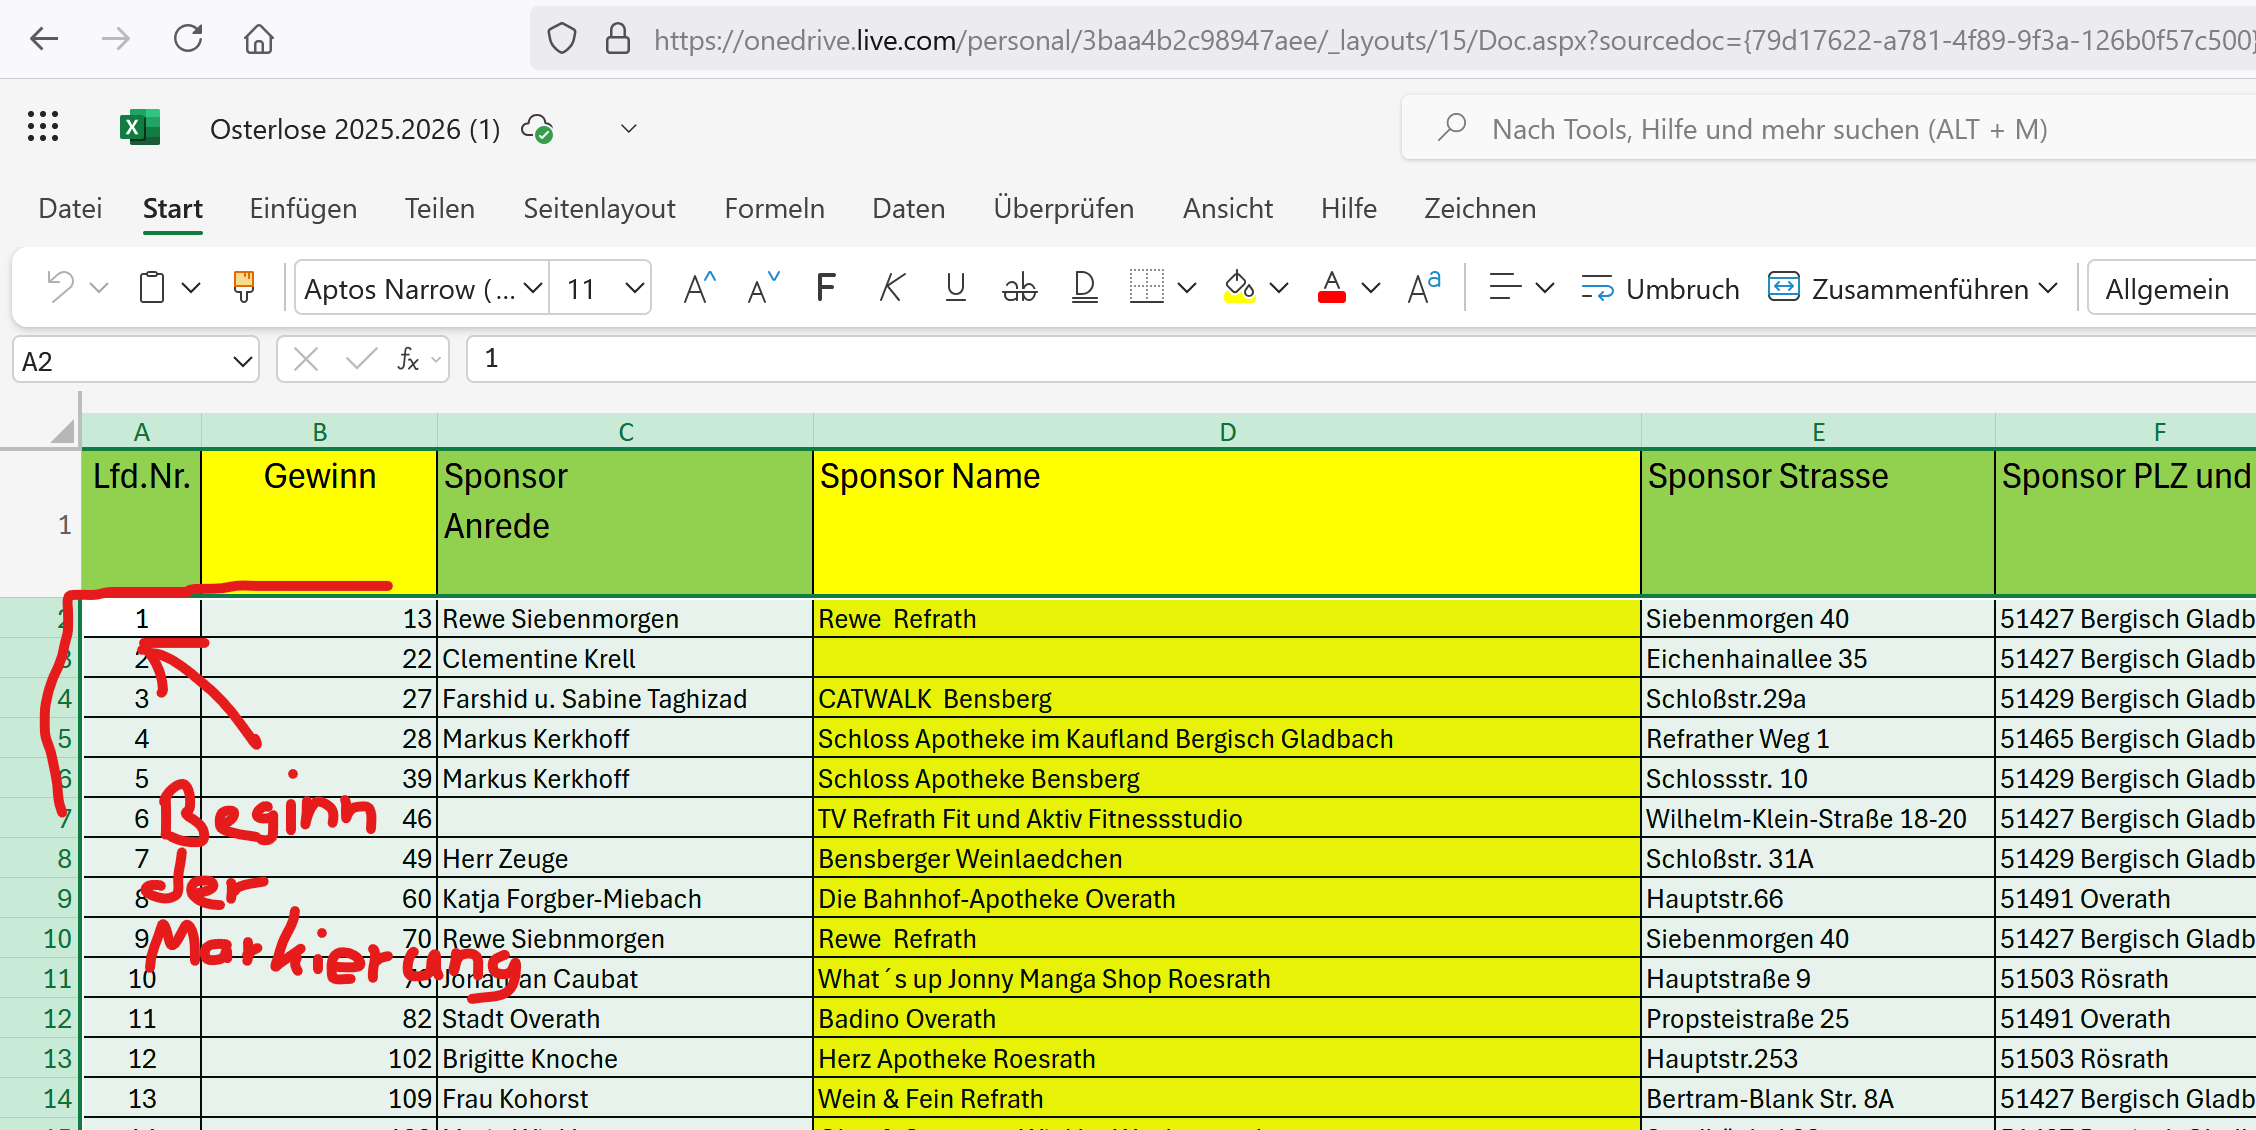 https://onedrive.live.com/personal/3baa4b2c98947aee/_layouts/15/Doc.aspx?sourcedoc={79d17622-a781-4f89-9f3a-126b0f57c500}
Osterlose 2025.2026 (1)
Nach Tools, Hilfe und mehr suchen (ALT + M)
Datei Start Einfügen Teilen Seitenlayout Formeln Daten Überprüfen Ansicht Hilfe Zeichnen
Aptos Narrow (... 11 A A F K U ab D A Aa Umbruch Zusammenführen Allgemein
A2 fx 1
A B C D E F
1 Lfd.Nr. Gewinn Sponsor Anrede Sponsor Name Sponsor Strasse Sponsor PLZ und
2 1 13 Rewe Siebenmorgen Rewe  Refrath Siebenmorgen 40 51427 Bergisch Gladb
3 2 22 Clementine Krell Eichenhainallee 35 51427 Bergisch Gladb
4 3 27 Farshid u. Sabine Taghizad CATWALK  Bensberg Schloßstr.29a 51429 Bergisch Gladb
5 4 28 Markus Kerkhoff Schloss Apotheke im Kaufland Bergisch Gladbach Refrather Weg 1 51465 Bergisch Gladb
6 5 39 Markus Kerkhoff Schloss Apotheke Bensberg Schlossstr. 10 51429 Bergisch Gladb
7 6 46 TV Refrath Fit und Aktiv Fitnessstudio Wilhelm-Klein-Straße 18-20 51427 Bergisch Gladb
8 7 49 Herr Zeuge Bensberger Weinlaedchen Schloßstr. 31A 51429 Bergisch Gladb
9 8 60 Katja Forgber-Miebach Die Bahnhof-Apotheke Overath Hauptstr.66 51491 Overath
10 9 70 Rewe Siebnmorgen Rewe  Refrath Siebenmorgen 40 51427 Bergisch Gladb
11 10 Jonathan Caubat What´s up Jonny Manga Shop Roesrath Hauptstraße 9 51503 Rösrath
12 11 82 Stadt Overath Badino Overath Propsteistraße 25 51491 Overath
13 12 102 Brigitte Knoche Herz Apotheke Roesrath Hauptstr.253 51503 Rösrath
14 13 109 Frau Kohorst Wein & Fein Refrath Bertram-Blank Str. 8A 51427 Bergisch Gladb
Beginn
der
Markierung